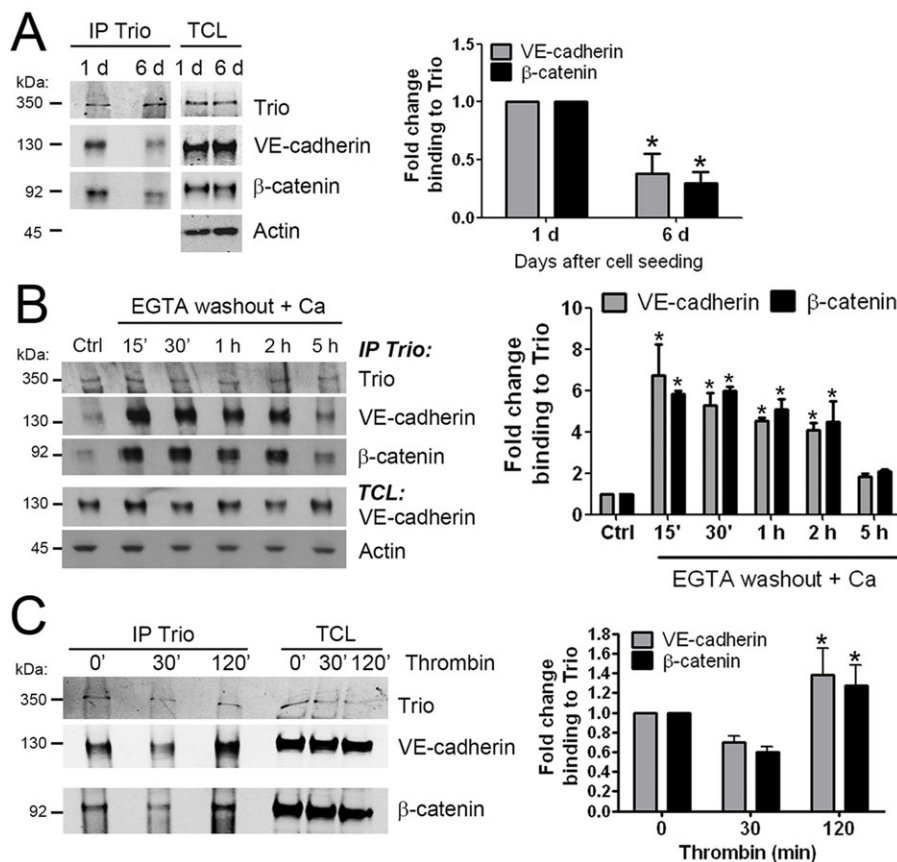 A
IP Trio TCL
kDa: 1 d 6 d 1 d 6 d
350 Trio
130 VE-cadherin
92 β-catenin
45 Actin
Fold change
binding to Trio
1.5
1.0
0.5
0.0
VE-cadherin
β-catenin
* *
1 d 6 d
Days after cell seeding
B
EGTA washout + Ca
kDa: Ctrl 15' 30' 1 h 2 h 5 h IP Trio:
350 Trio
130 VE-cadherin
92 β-catenin
TCL:
130 VE-cadherin
45 Actin
VE-cadherin β-catenin
Fold change
binding to Trio
10
8
6
4
2
0
* * * * * * * *
Ctrl 15' 30' 1 h 2 h 5 h
EGTA washout + Ca
C
IP Trio TCL
kDa: 0' 30' 120' 0' 30' 120' Thrombin
350 Trio
130 VE-cadherin
92 β-catenin
Fold change
binding to Trio
1.8
1.6
1.4
1.2
1.0
0.8
0.6
0.4
0.2
0.0
VE-cadherin
β-catenin
* *
0 30 120
Thrombin (min)